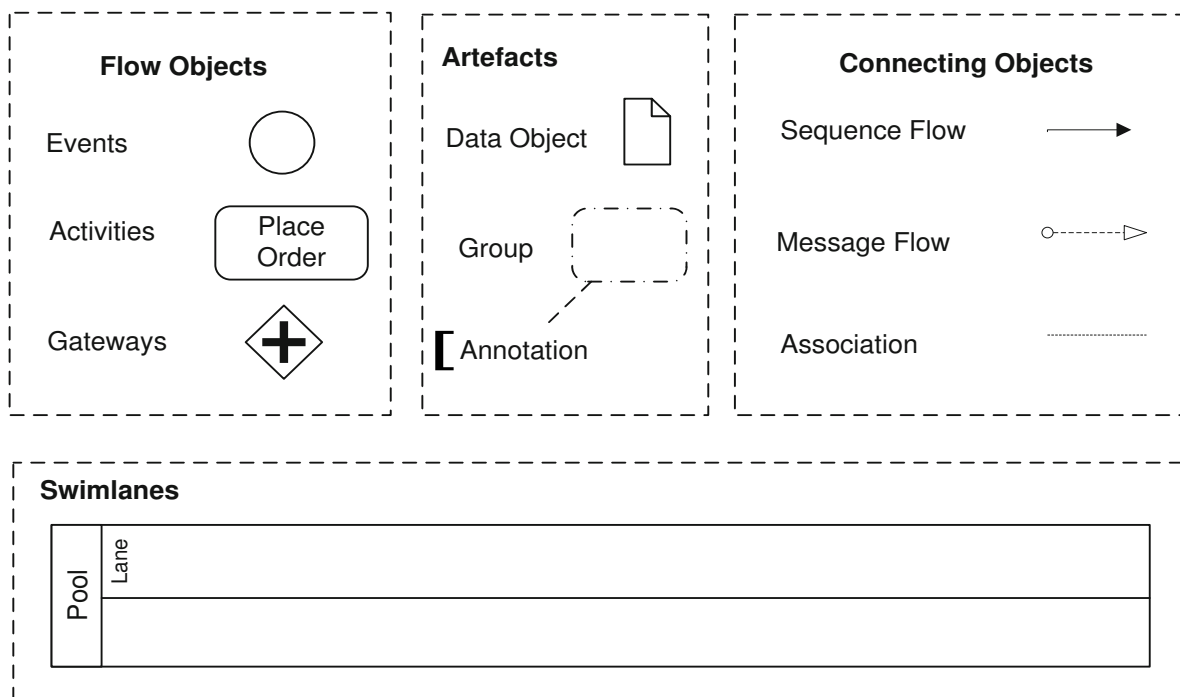 Flow Objects
Events
Activities
Place
Order
Gateways
Artefacts
Data Object
Group
Annotation
Connecting Objects
Sequence Flow
Message Flow
Association
Swimlanes
Pool
Lane